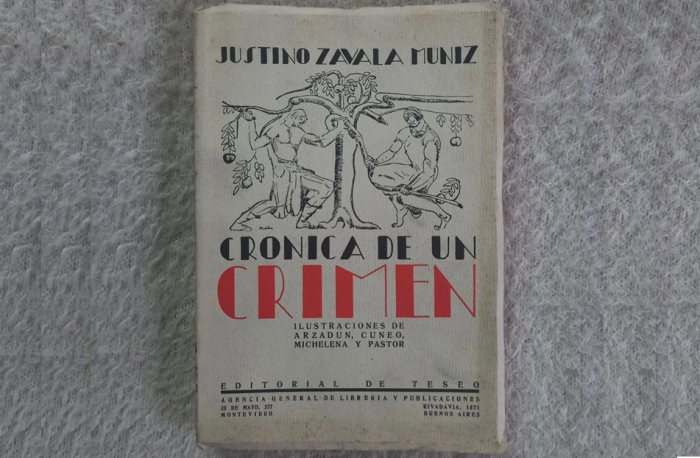 JUSTINO ZAVALA MUNIZ
CRONICA DE UN
CRIMEN
ILUSTRACIONES DE
ARZADUN, CUNEO,
MICHELENA Y PASTOR
EDITORIAL DE TESEO
AGENCIA GENERAL DE LIBRERIA Y PUBLICACIONES
25 DE MAYO, 577
MONTEVIDEO
RIVADAVIA, 1571
BUENOS AIRES